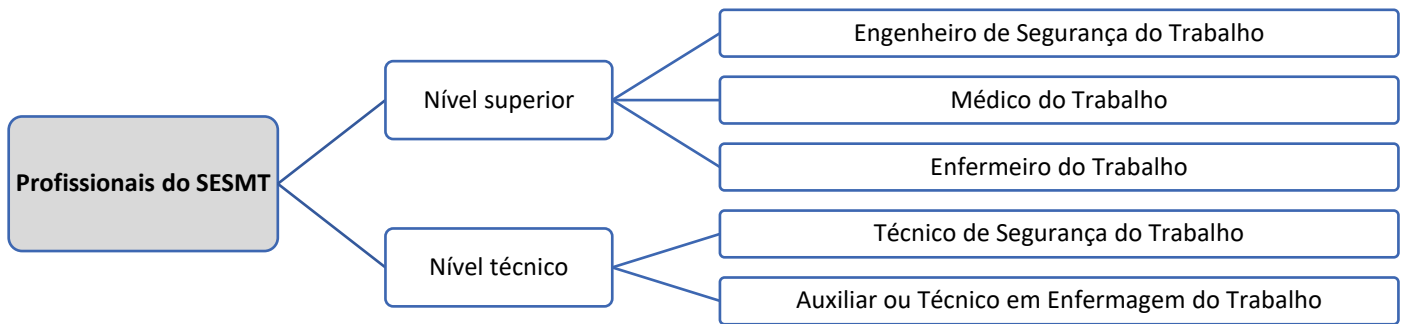 Profissionais do SESMT
Nível superior
Engenheiro de Segurança do Trabalho
Médico do Trabalho
Enfermeiro do Trabalho
Nível técnico
Técnico de Segurança do Trabalho
Auxiliar ou Técnico em Enfermagem do Trabalho